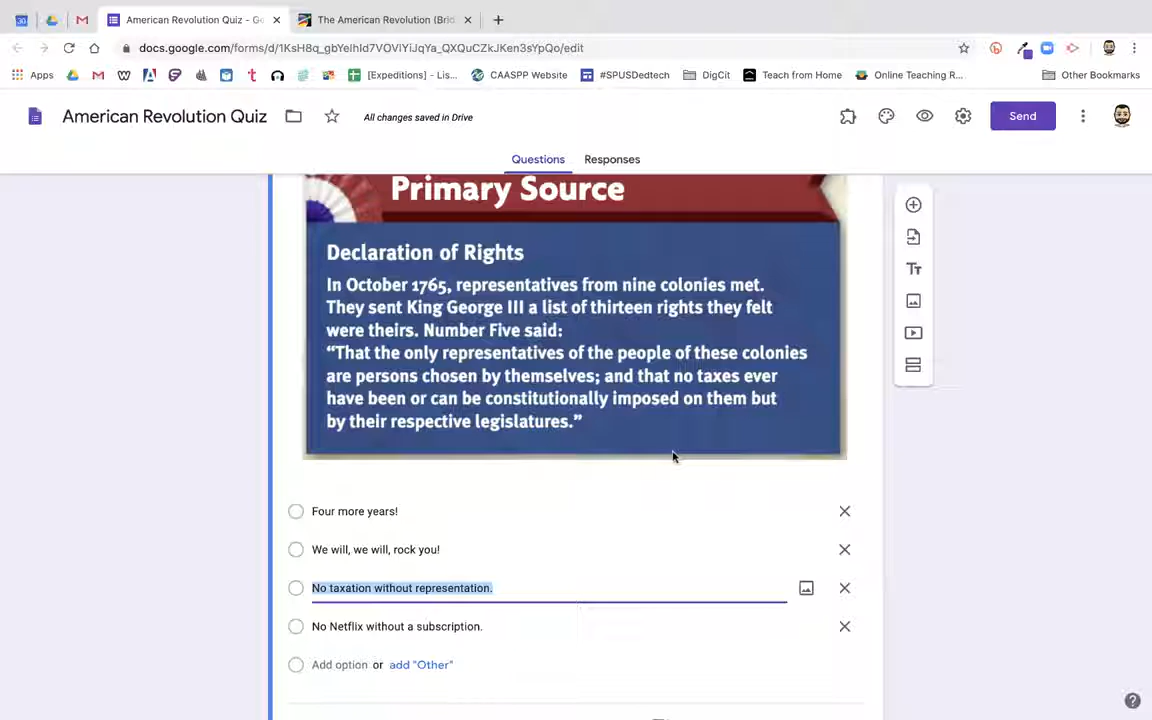 American Revolution Quiz - Go
The American Revolution (Brid
docs.google.com/forms/d/1KsH8q_gbYelhId7VOVlYiJqYa_QXQuCZkJKen3sYpQo/edit
Apps
[Expeditions] - Lis...
CAASPP Website
#SPUSDedtech
DigCit
Teach from Home
Online Teaching R...
Other Bookmarks
American Revolution Quiz
All changes saved in Drive
Send
Questions
Responses
Primary Source
Declaration of Rights
In October 1765, representatives from nine colonies met.
They sent King George III a list of thirteen rights they felt
were theirs. Number Five said:
“That the only representatives of the people of these colonies
are persons chosen by themselves; and that no taxes ever
have been or can be constitutionally imposed on them but
by their respective legislatures.”
Four more years!
We will, we will, rock you!
No taxation without representation.
No Netflix without a subscription.
Add option or add "Other"